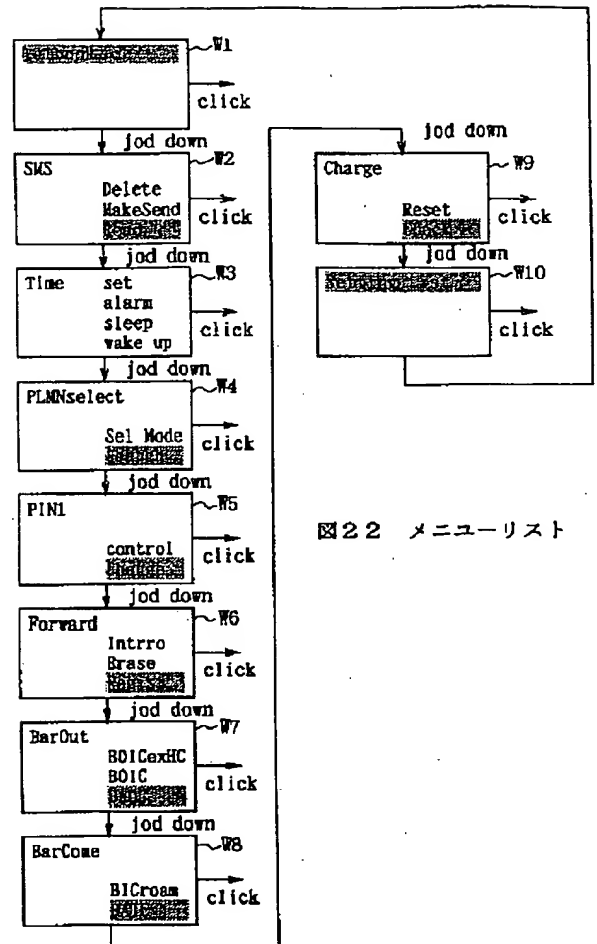 W1
click
jod down
SMS
W2
Delete
MakeSend
click
jod down
Time
W3
set
alarm
sleep
wake up
click
jod down
PLMNselect
W4
Sel Mode
click
jod down
PIN1
W5
control
click
jod down
Forward
W6
Intrro
Erase
click
jod down
BarOut
W7
BOICexHC
BOIC
click
jod down
BarCome
W8
BICroam
click
jod down
Charge
W9
Reset
click
jod down
W10
click
図22 メニューリスト